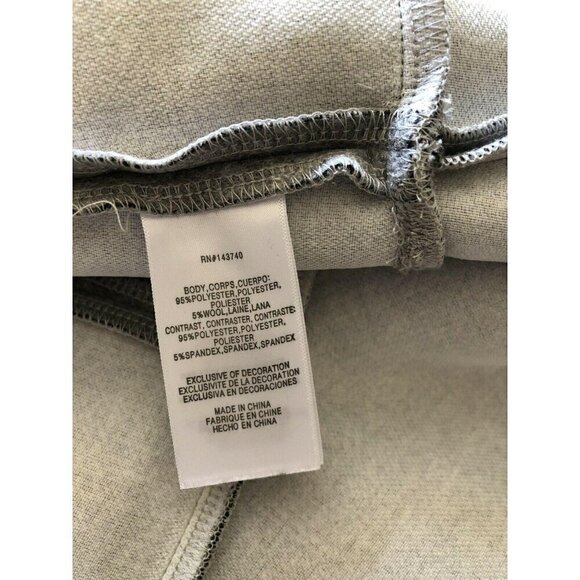 RN#143740
BODY,CORPS,CUERPO:
95%POLYESTER,POLYESTER,
POLIESTER
5%WOOL,LAINE,LANA
CONTRAST, CONTRASTER, CONTRASTE:
95%POLYESTER,POLYESTER,
POLIESTER
5%SPANDEX,SPANDEX,SPANDEX
EXCLUSIVE OF DECORATION
EXCLUSIVITE DE LA DECORATION
EXCLUSIVA EN DECORACIONES
MADE IN CHINA
FABRIQUE EN CHINE
HECHO EN CHINA